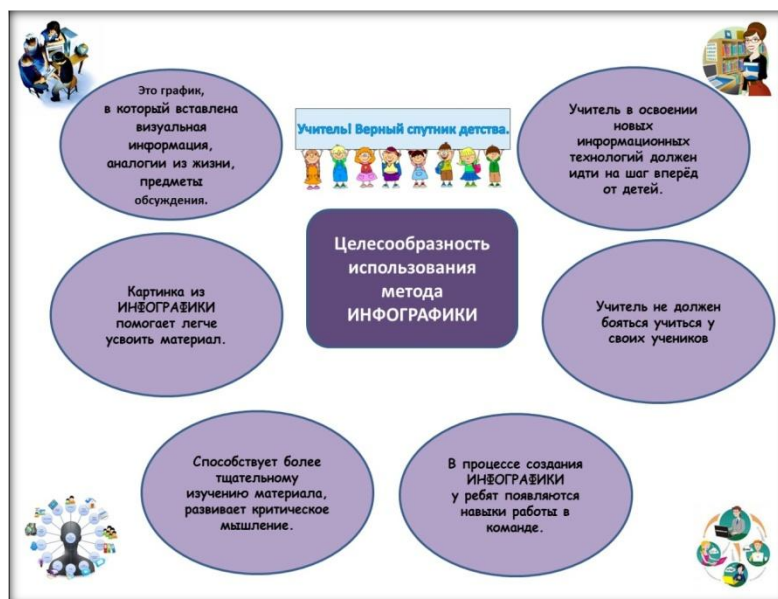 Это график,
в который вставлена
визуальная
информация,
аналогии из жизни,
предметы
обсуждения.
Учитель! Верный спутник детства.
Учитель в освоении
новых
информационных
технологий должен
идти на шаг вперёд
от детей.
Целесообразность
использования
метода
ИНФОГРАФИКИ
Картинка из
ИНФОГРАФИКИ
помогает легче
усвоить материал.
Учитель не должен
бояться учиться у
своих учеников
Способствует более
тщательному
изучению материала,
развивает критическое
мышление.
В процессе создания
ИНФОГРАФИКИ
у ребят появляются
навыки работы в
команде.